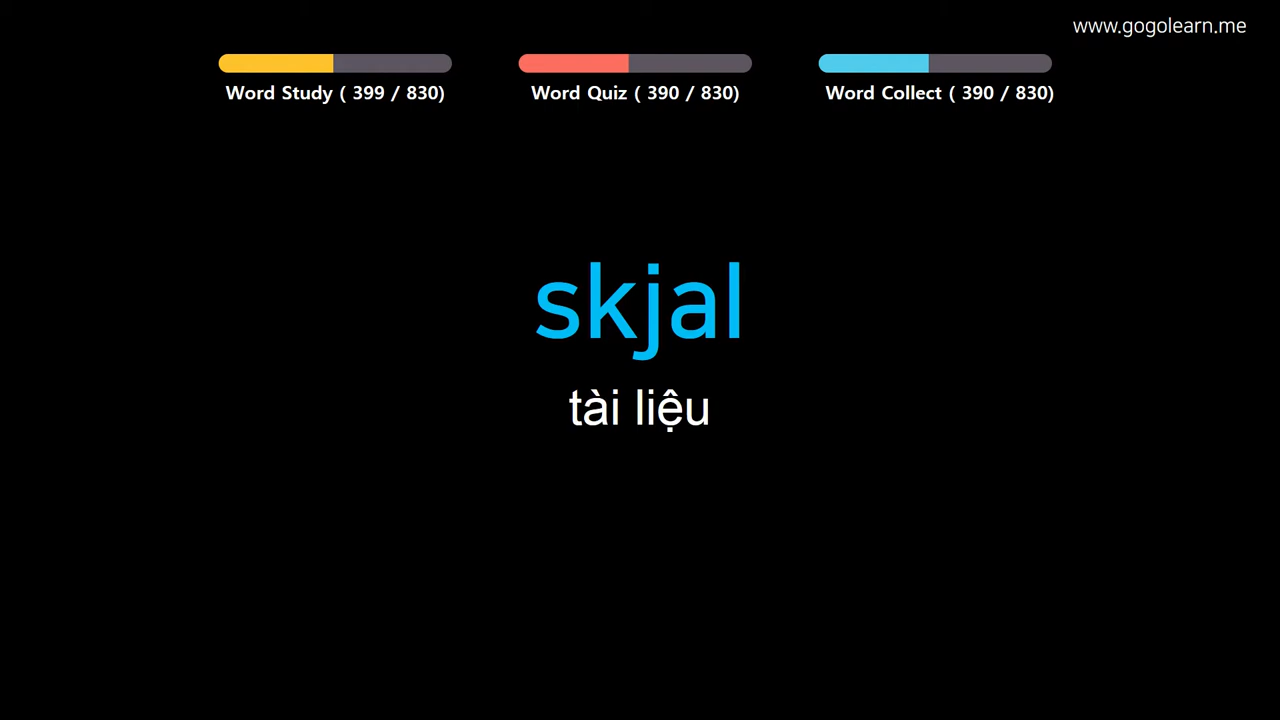 www.gogolearn.me
Word Study ( 399 / 830)
Word Quiz ( 390 / 830)
Word Collect ( 390 / 830)
skjal
tài liệu